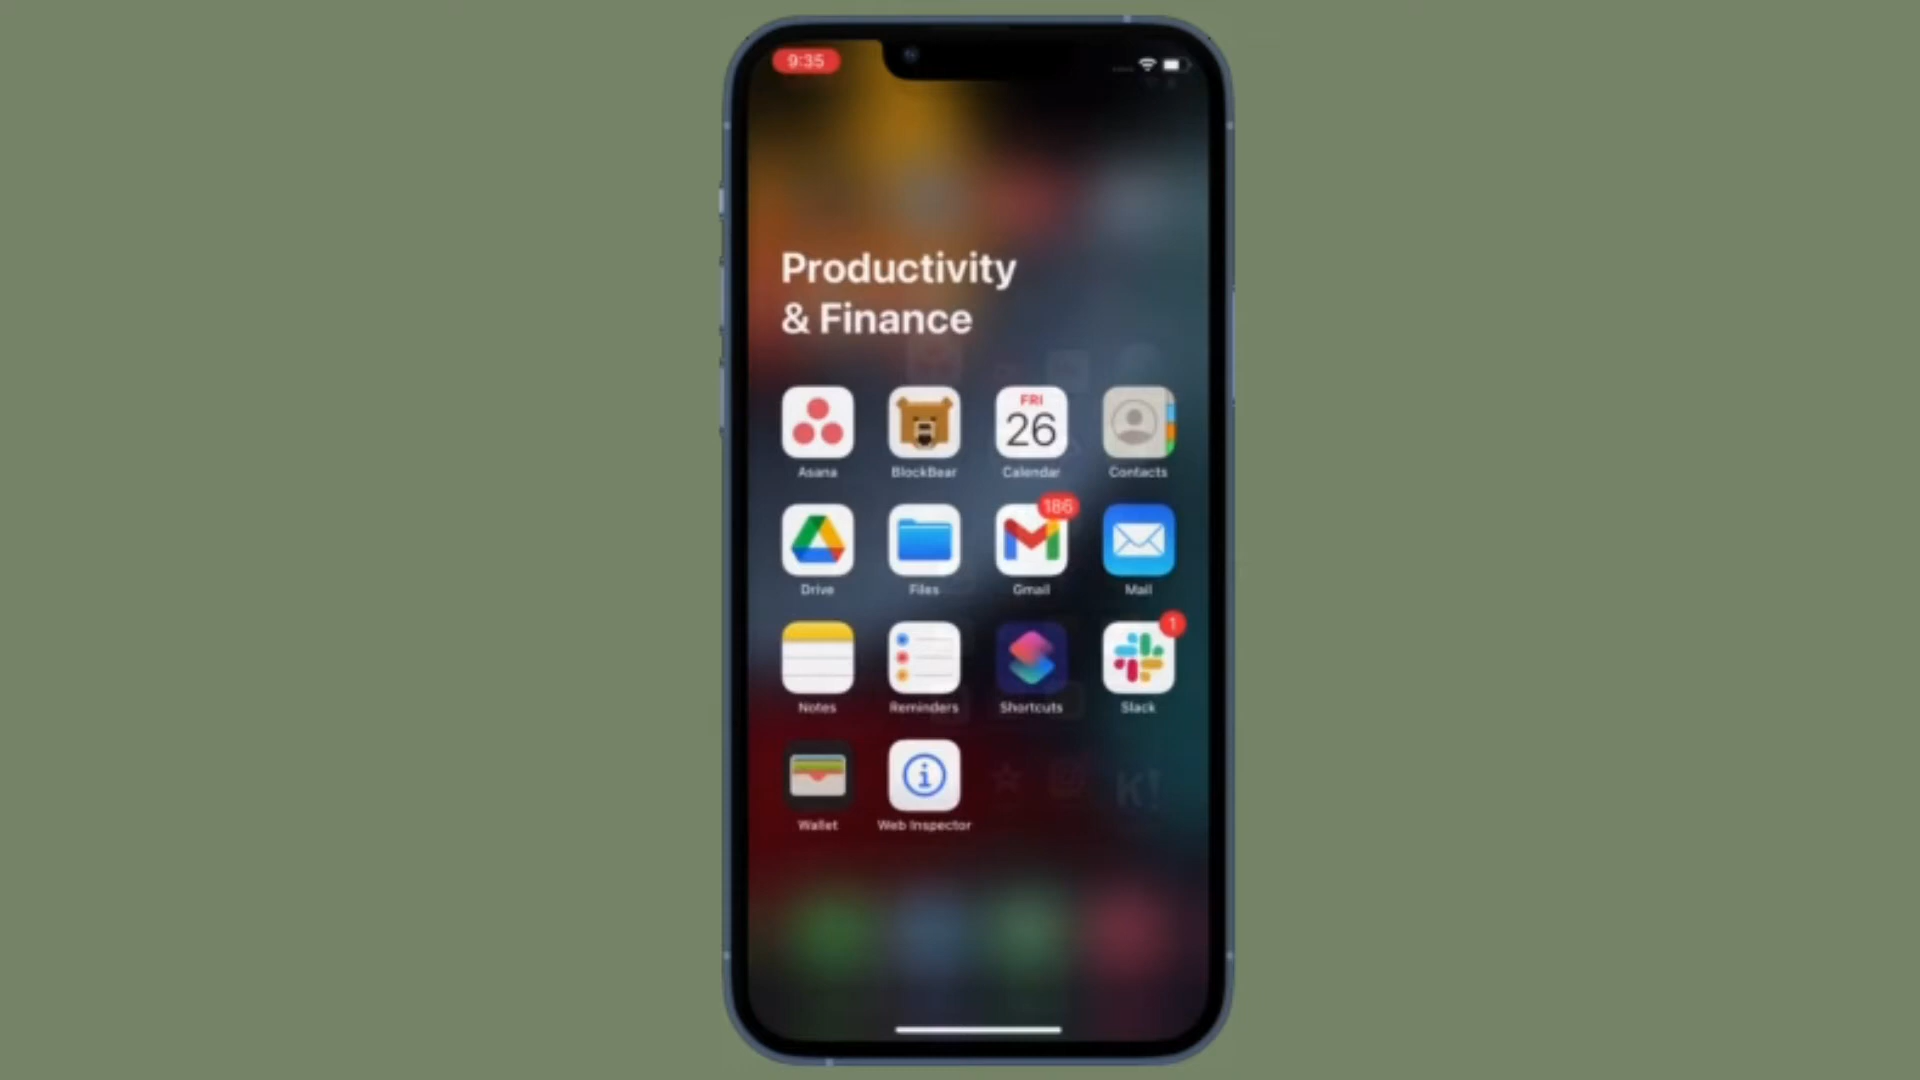 9:35
Productivity
& Finance
FRI
26
Asana
BlockBear
Calendar
Contacts
186
Drive
Files
Gmail
Mail
1
Notes
Reminders
Shortcuts
Slack
Wallet
Web Inspector
K!